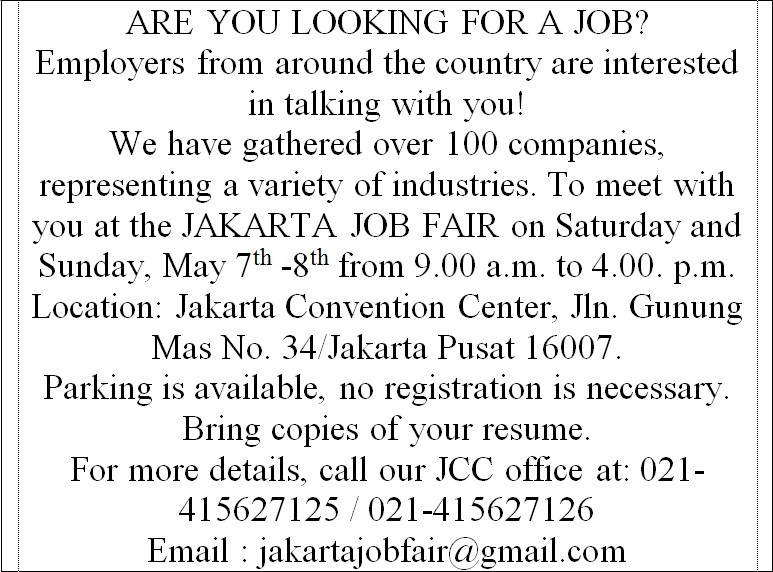 ARE YOU LOOKING FOR A JOB?
Employers from around the country are interested
in talking with you!
We have gathered over 100 companies,
representing a variety of industries. To meet with
you at the JAKARTA JOB FAIR on Saturday and
Sunday, May 7th -8th from 9.00 a.m. to 4.00. p.m.
Location: Jakarta Convention Center, Jln. Gunung
Mas No. 34/Jakarta Pusat 16007.
Parking is available, no registration is necessary.
Bring copies of your resume.
For more details, call our JCC office at: 021-
415627125 / 021-415627126
Email : jakartajobfair@gmail.com